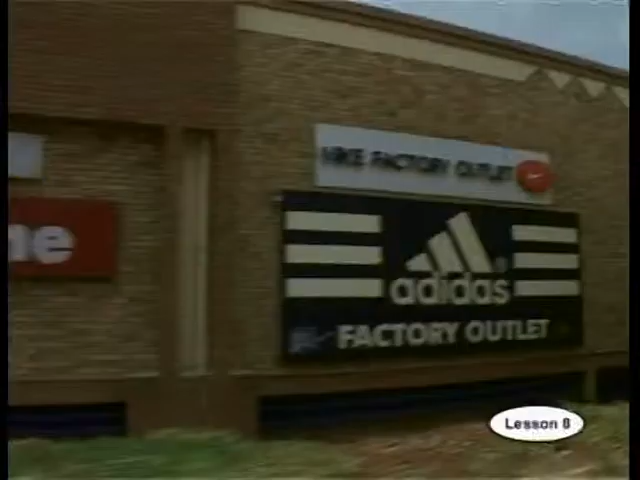 NIKE FACTORY OUTLET
me
adidas®
FACTORY OUTLET
Lesson 8